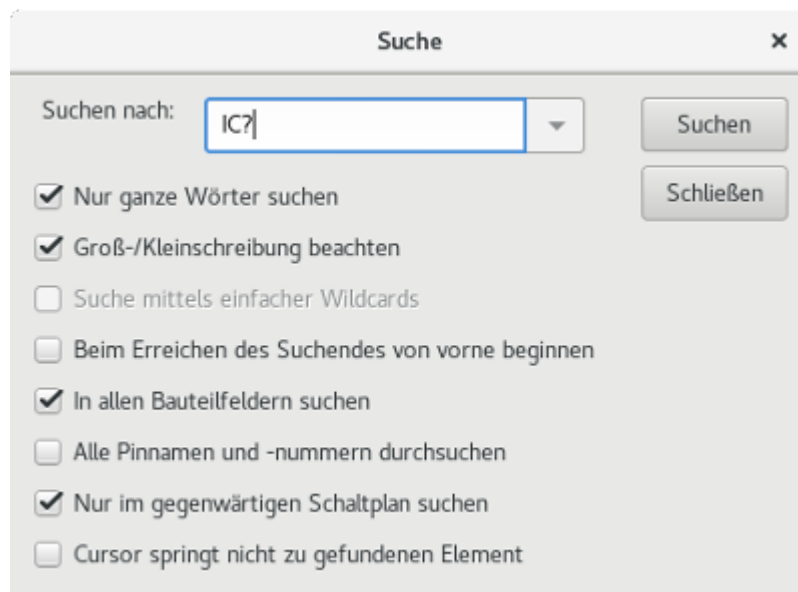 Suche
Suchen nach:
IC?
Suchen
Schließen
Nur ganze Wörter suchen
Groß-/Kleinschreibung beachten
Suche mittels einfacher Wildcards
Beim Erreichen des Suchendes von vorne beginnen
In allen Bauteilfeldern suchen
Alle Pinnamen und -nummern durchsuchen
Nur im gegenwärtigen Schaltplan suchen
Cursor springt nicht zu gefundenen Element